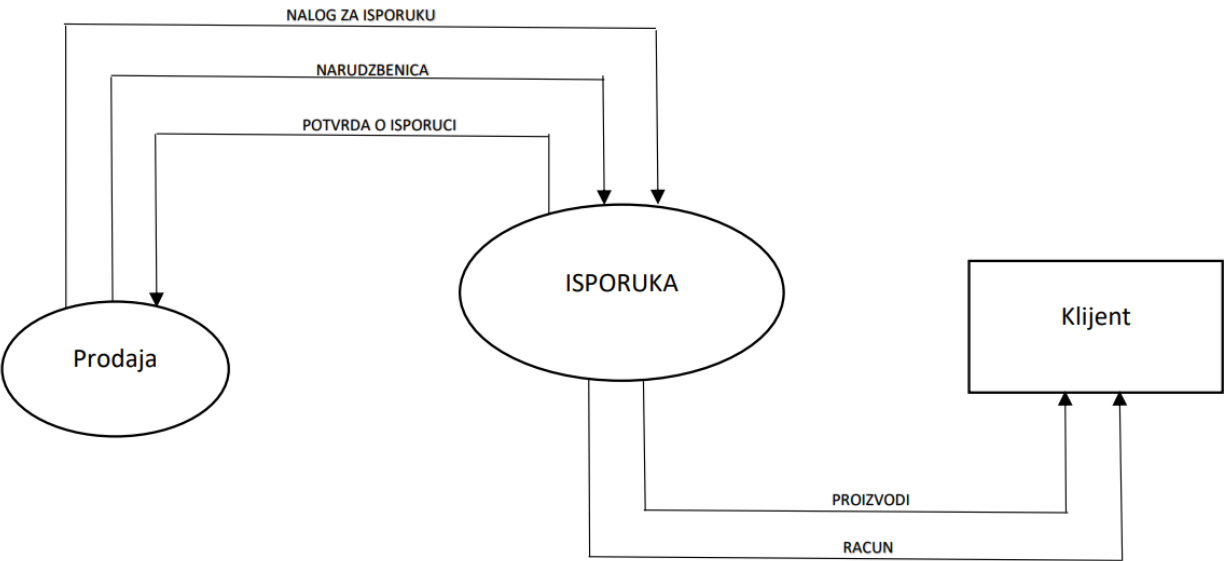 NALOG ZA ISPORUKU
NARUDZBENICA
POTVRDA O ISPORUCI
ISPORUKA
Klijent
Prodaja
PROIZVODI
RACUN